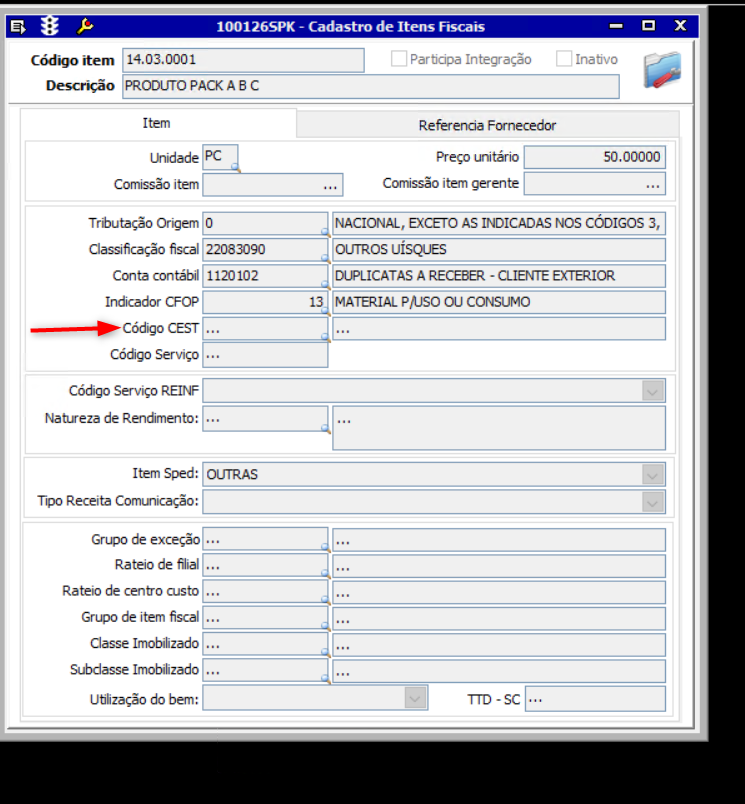 100126SPK - Cadastro de Itens Fiscais
Código item 14.03.0001 Participa Integração Inativo
Descrição PRODUTO PACK A B C
Item Referencia Fornecedor
Unidade PC Preço unitário 50.00000
Comissão item ... Comissão item gerente ...
Tributação Origem 0 NACIONAL, EXCETO AS INDICADAS NOS CÓDIGOS 3,
Classificação fiscal 22083090 OUTROS UÍSQUES
Conta contábil 1120102 DUPLICATAS A RECEBER - CLIENTE EXTERIOR
Indicador CFOP 13 MATERIAL P/USO OU CONSUMO
Código CEST ... ...
Código Serviço ...
Código Serviço REINF
Natureza de Rendimento: ... ...
Item Sped: OUTRAS
Tipo Receita Comunicação:
Grupo de exceção ... ...
Rateio de filial ... ...
Rateio de centro custo ... ...
Grupo de item fiscal ... ...
Classe Imobilizado ... ...
Subclasse Imobilizado ... ...
Utilização do bem: TTD - SC ...